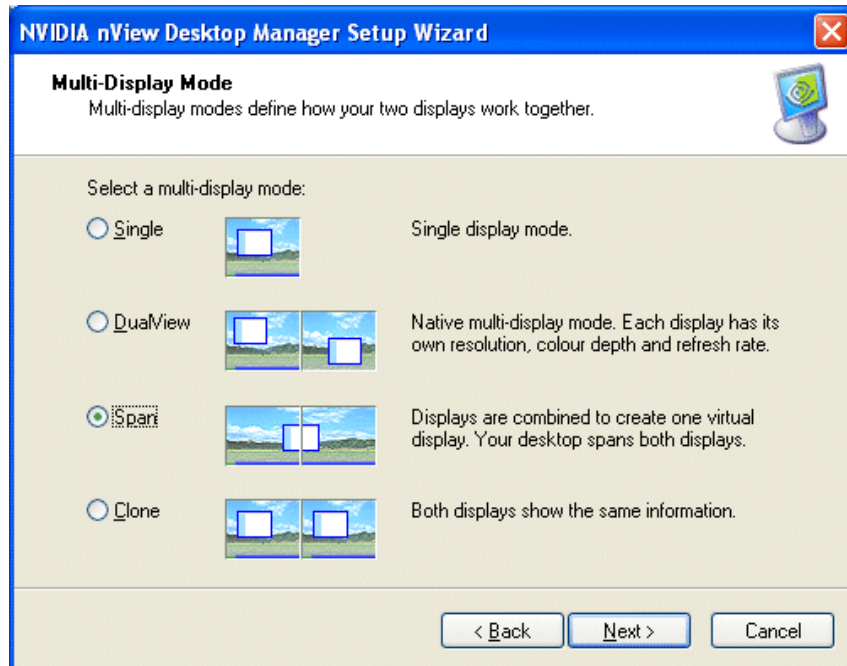 NVIDIA nView Desktop Manager Setup Wizard
Multi-Display Mode
Multi-display modes define how your two displays work together.
Select a multi-display mode:
Single
Single display mode.
DualView
Native multi-display mode. Each display has its
own resolution, colour depth and refresh rate.
Span
Displays are combined to create one virtual
display. Your desktop spans both displays.
Clone
Both displays show the same information.
< Back
Next >
Cancel